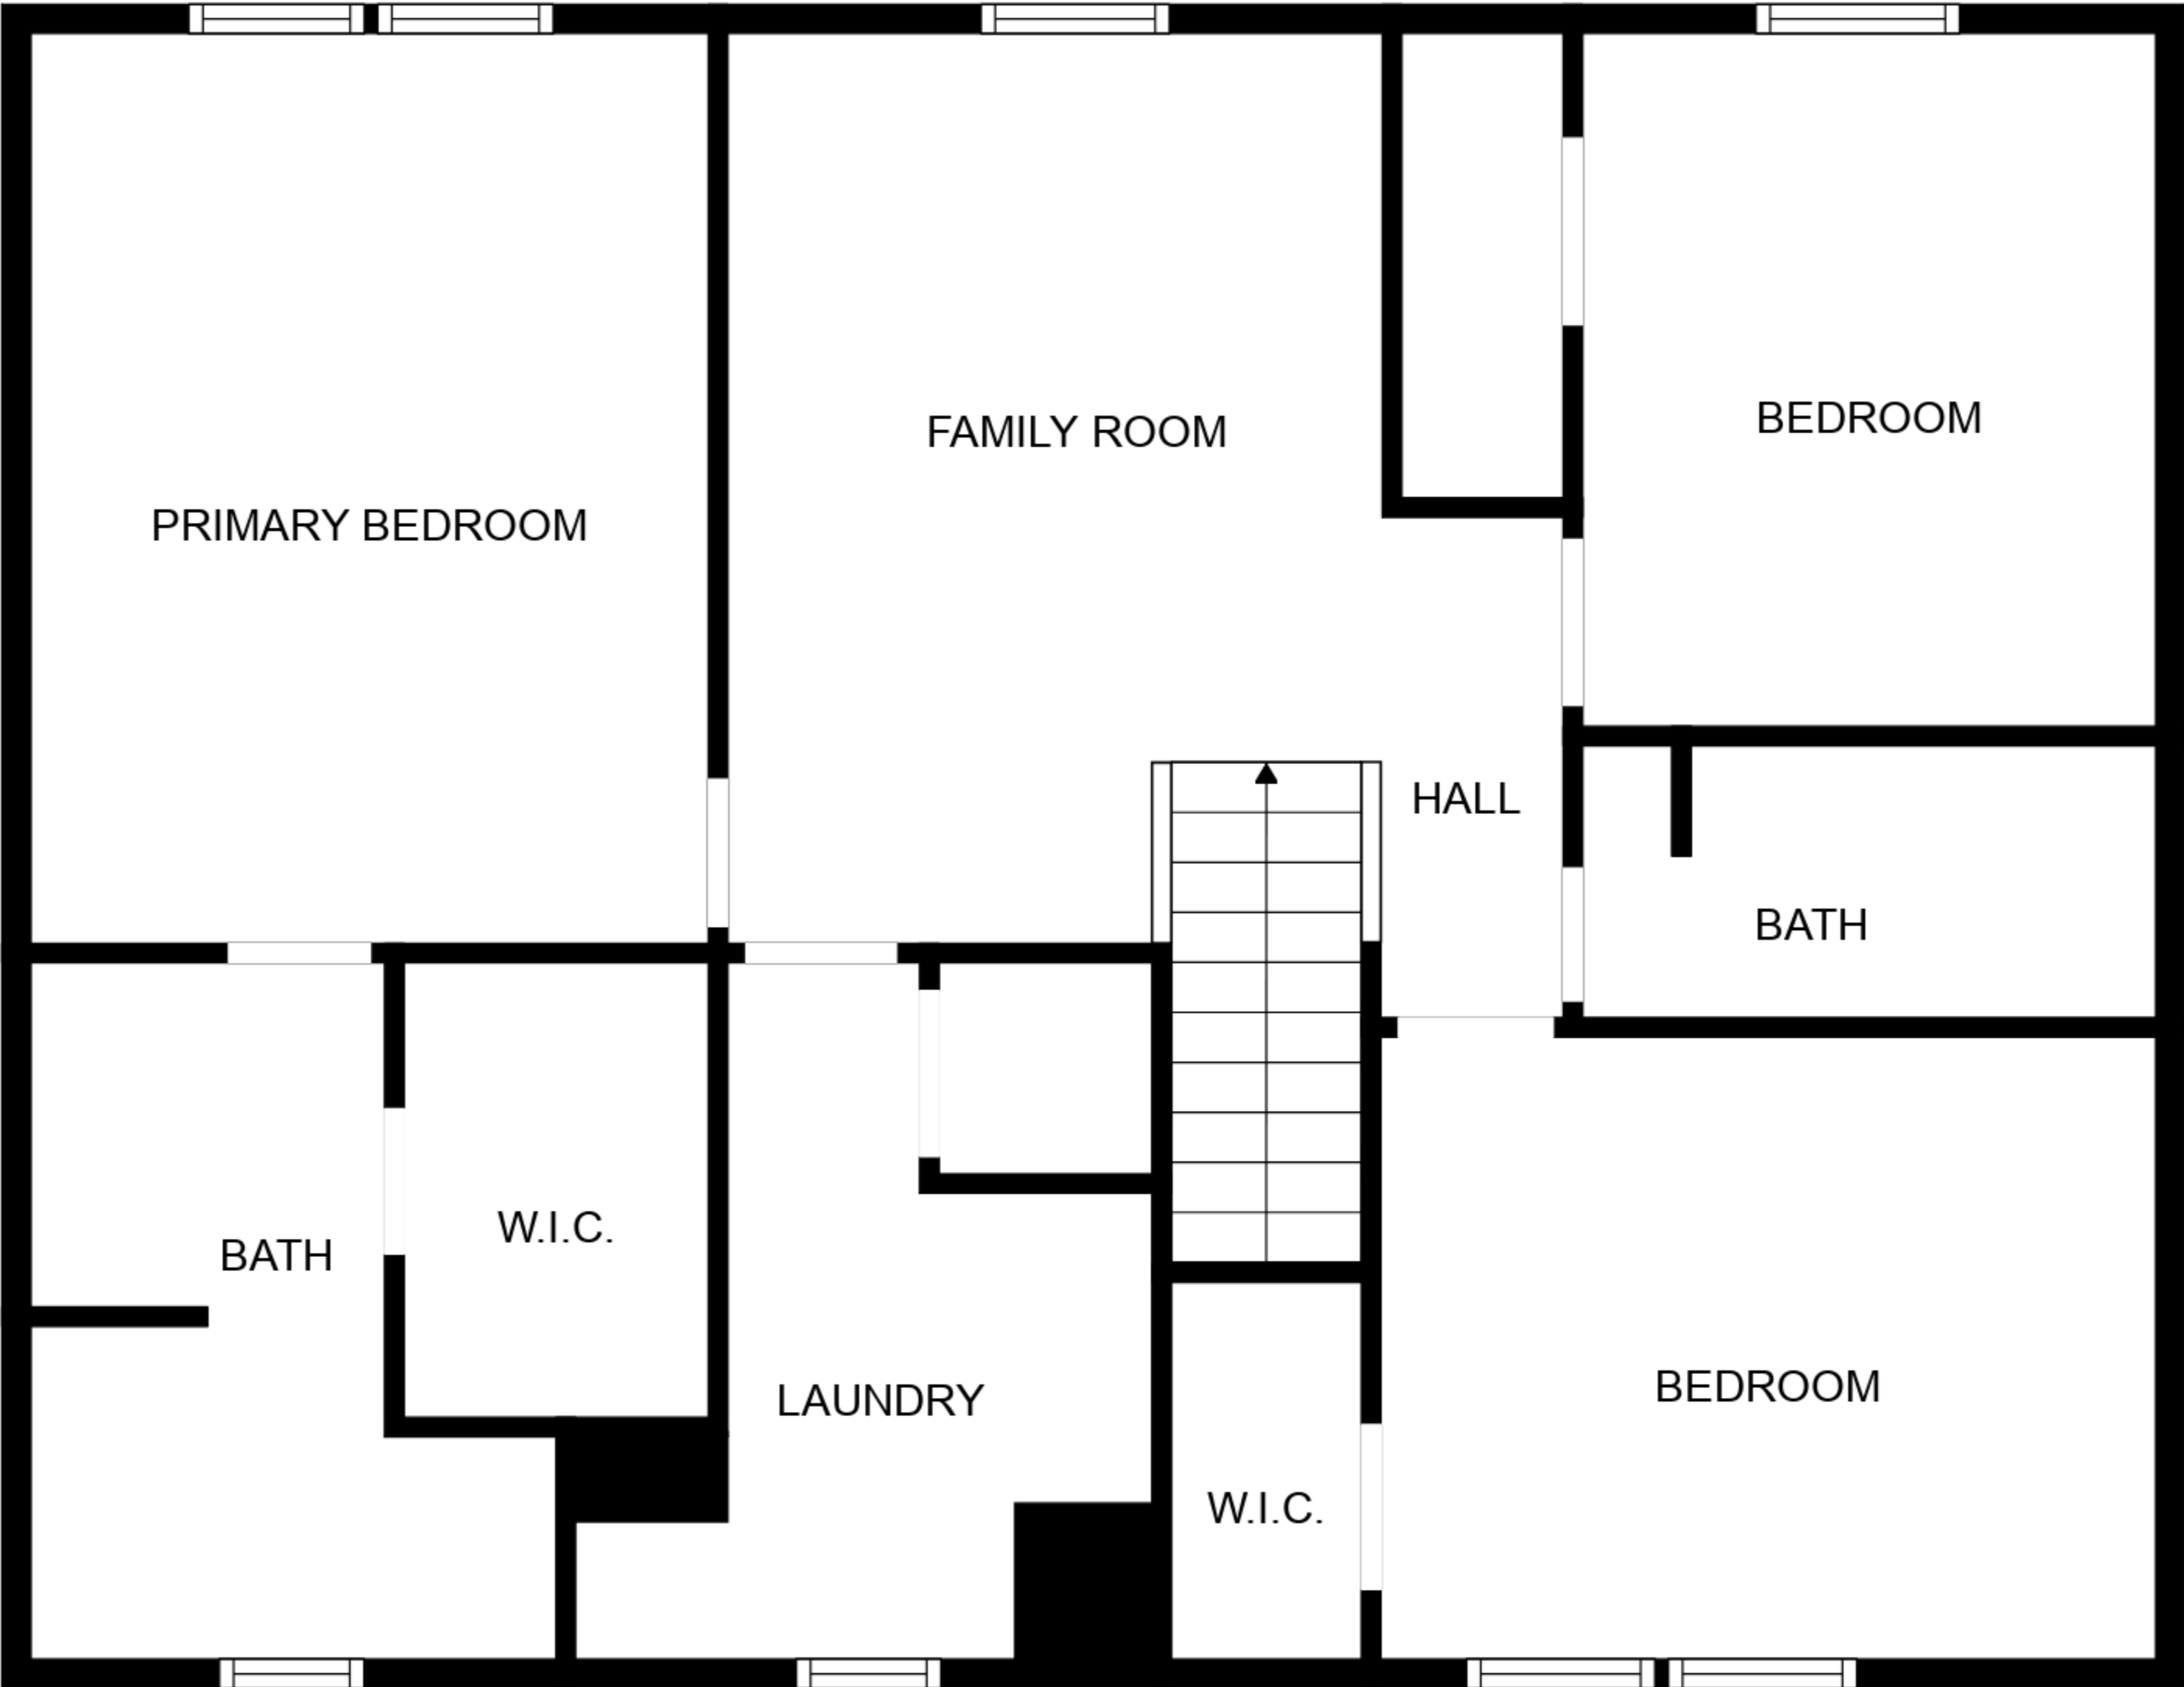 FAMILY ROOM
BEDROOM
PRIMARY BEDROOM
HALL
BATH
W.I.C.
BATH
BEDROOM
LAUNDRY
W.I.C.